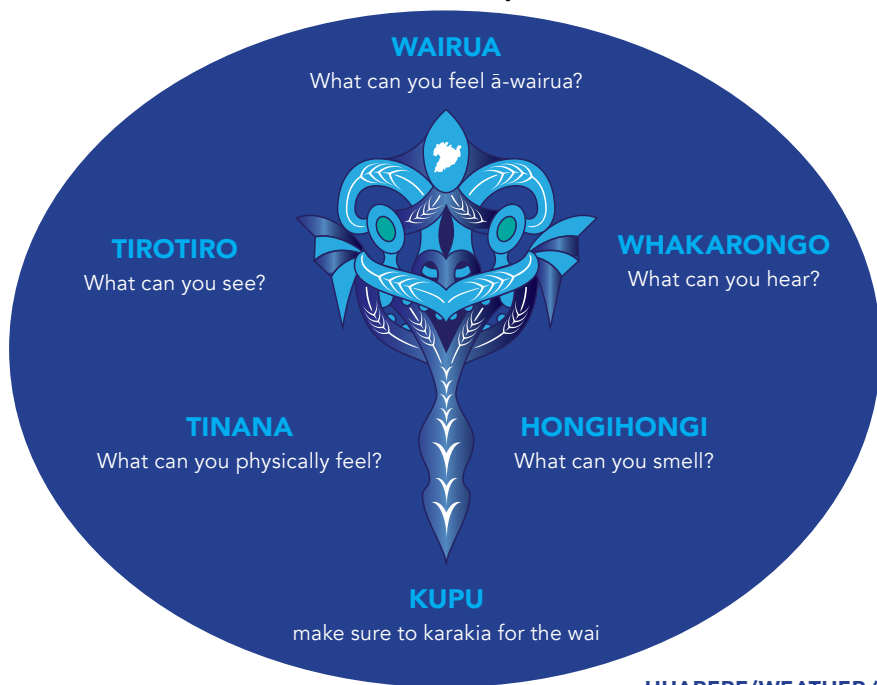 WAIRUA
What can you feel ā-wairua?
TIROTIRO
What can you see?
WHAKARONGO
What can you hear?
TINANA
What can you physically feel?
HONGIHONGI
What can you smell?
KUPU
make sure to karakia for the wai